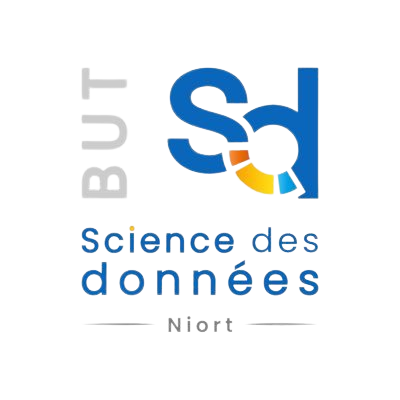 BUT
Sd
Science des
données
Niort